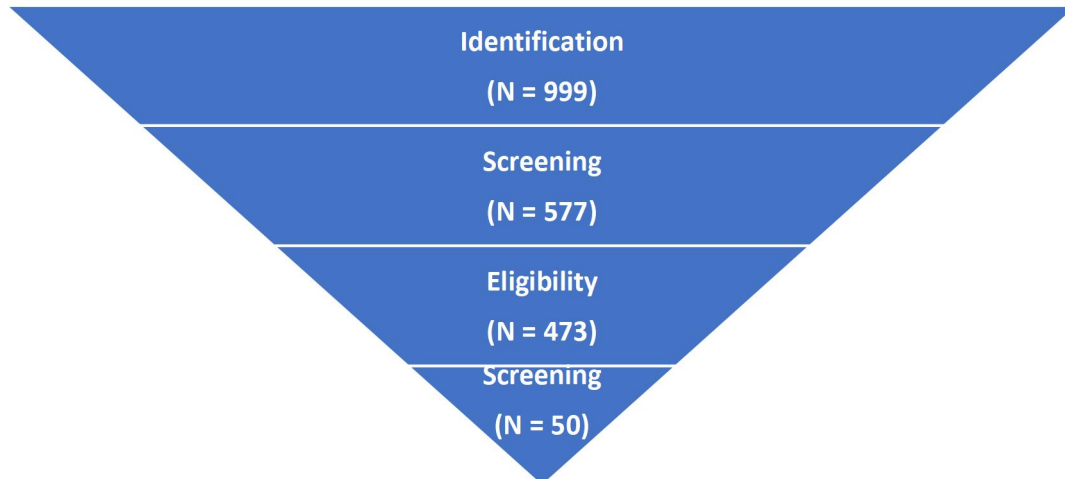 Identification
(N = 999)
Screening
(N = 577)
Eligibility
(N = 473)
Screening
(N = 50)